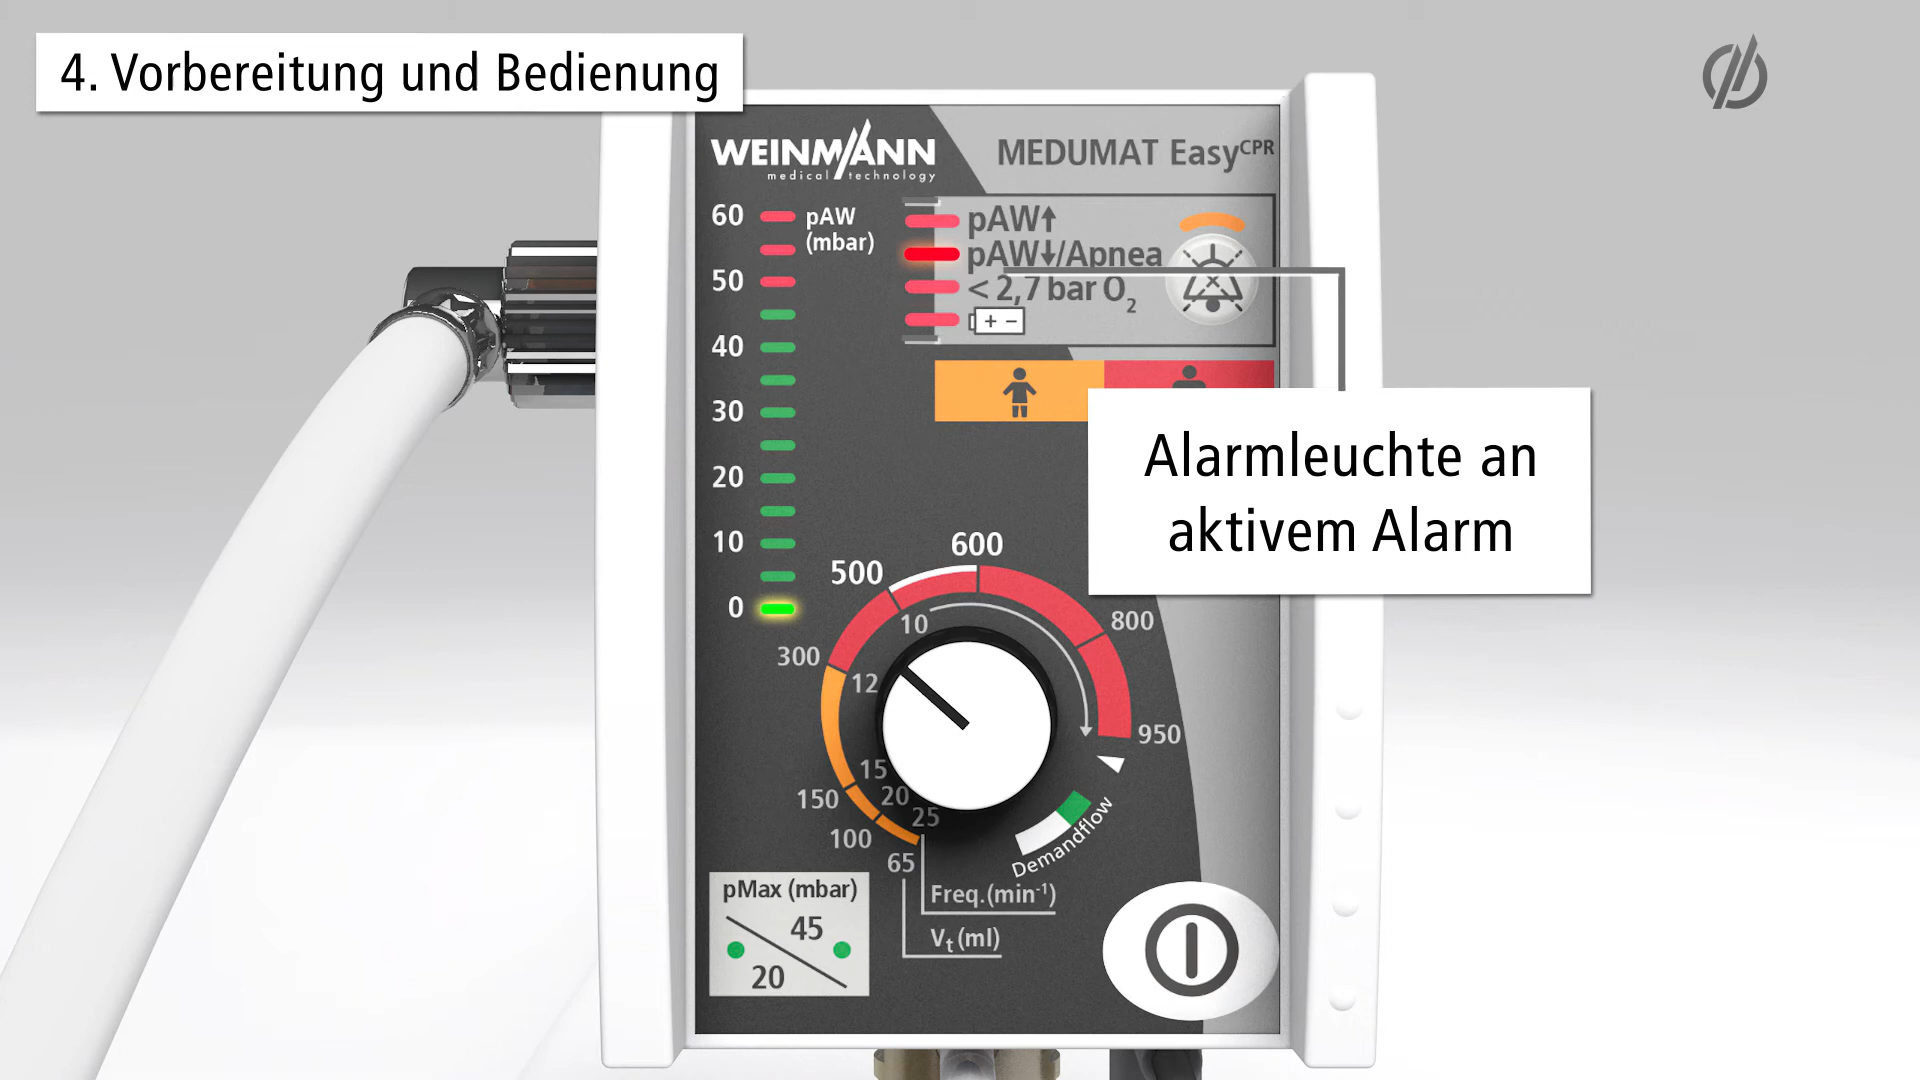 4. Vorbereitung und Bedienung
WEINMANN
medical technology
MEDUMAT Easy CPR
60
pAW
(mbar)
50
40
30
20
10
0
pAW↑
pAW↓/Apnea
< 2,7 bar O2
+ −
Alarmleuchte an
aktivem Alarm
600
500
800
300
950
150
100
65
10
12
15
20
25
Demandflow
Freq.(min-1)
Vt (ml)
pMax (mbar)
45
20